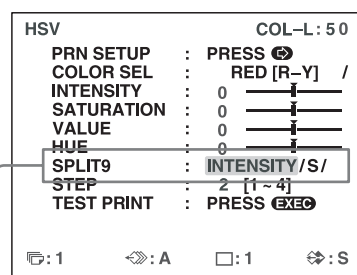 HSV COL–L:50
PRN SETUP : PRESS
COLOR SEL : RED [R–Y] /
INTENSITY : 0
SATURATION : 0
VALUE : 0
HUE : 0
SPLIT9 : INTENSITY/S/
STEP : 2 [1~4]
TEST PRINT : PRESS EXEC
:1 :A :1 :S